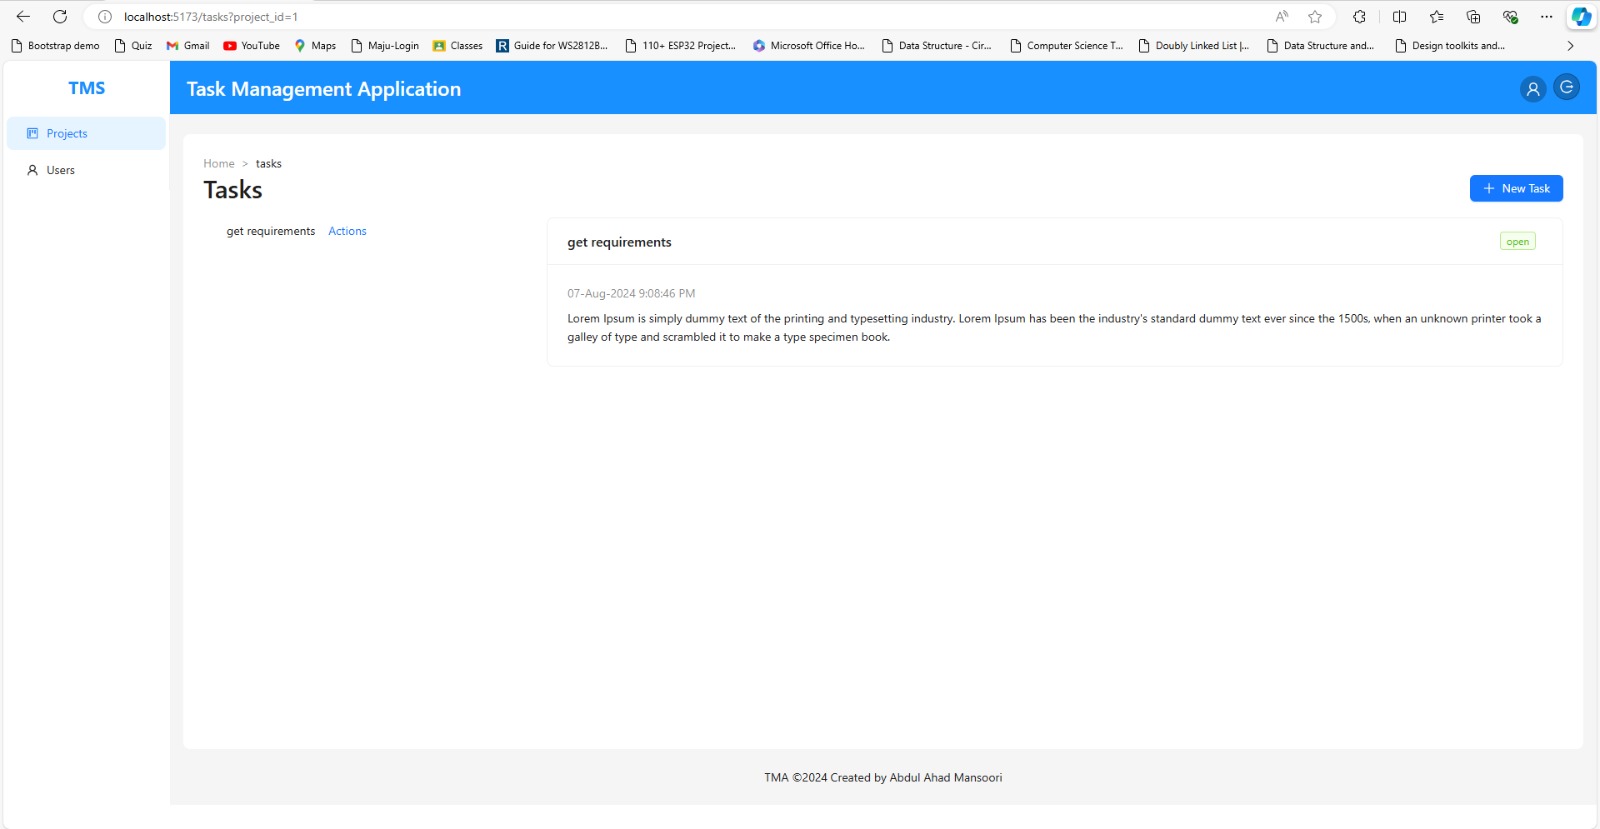 localhost:5173/tasks?project_id=1
Bootstrap demo Quiz Gmail YouTube Maps Maju-Login Classes Guide for WS2812B... 110+ ESP32 Project... Microsoft Office Ho... Data Structure - Cir... Computer Science T... Doubly Linked List |... Data Structure and... Design toolkits and...
TMS
Task Management Application
Projects
Users
Home > tasks
Tasks
+ New Task
get requirements Actions
get requirements
open
07-Aug-2024 9:08:46 PM
Lorem Ipsum is simply dummy text of the printing and typesetting industry. Lorem Ipsum has been the industry's standard dummy text ever since the 1500s, when an unknown printer took a
galley of type and scrambled it to make a type specimen book.
TMA ©2024 Created by Abdul Ahad Mansoori